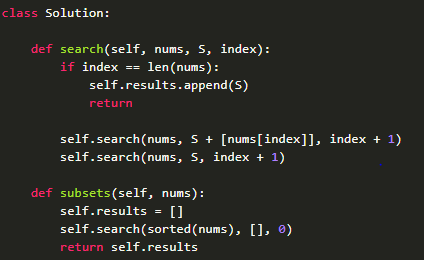 class Solution:
    def search(self, nums, S, index):
        if index == len(nums):
            self.results.append(S)
            return
        self.search(nums, S + [nums[index]], index + 1)
        self.search(nums, S, index + 1)
    def subsets(self, nums):
        self.results = []
        self.search(sorted(nums), [], 0)
        return self.results